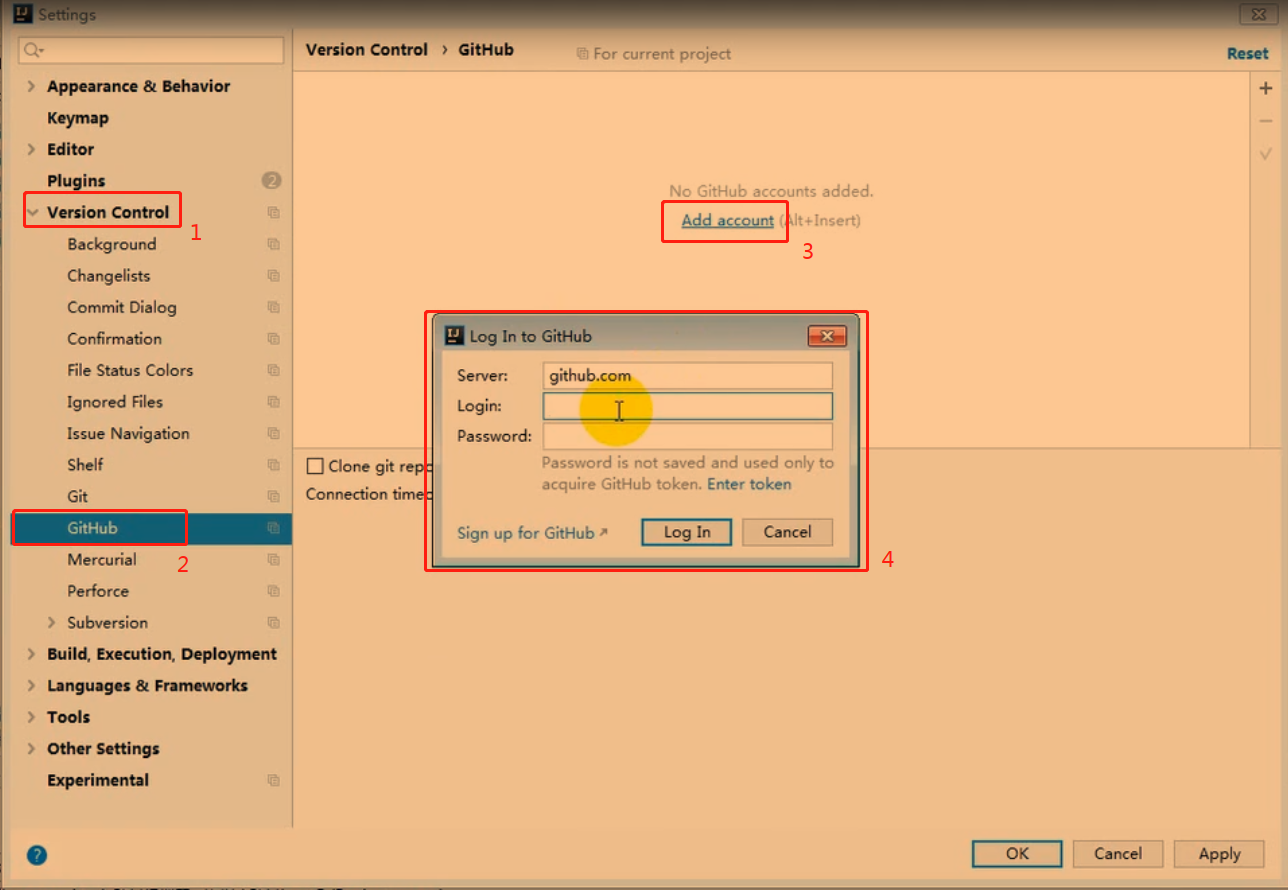 Settings
Version Control › GitHub
For current project
Reset
Appearance & Behavior
Keymap
Editor
Plugins 2
Version Control
1
Background
Changelists
Commit Dialog
Confirmation
File Status Colors
Ignored Files
Issue Navigation
Shelf
Git
GitHub
2
Mercurial
Perforce
Subversion
Build, Execution, Deployment
Languages & Frameworks
Tools
Other Settings
Experimental
No GitHub accounts added.
Add account (Alt+Insert)
3
Clone git repo
Connection timeo
Log In to GitHub
Server: github.com
Login:
Password:
Password is not saved and used only to
acquire GitHub token. Enter token
Sign up for GitHub
Log In
Cancel
4
?
OK
Cancel
Apply